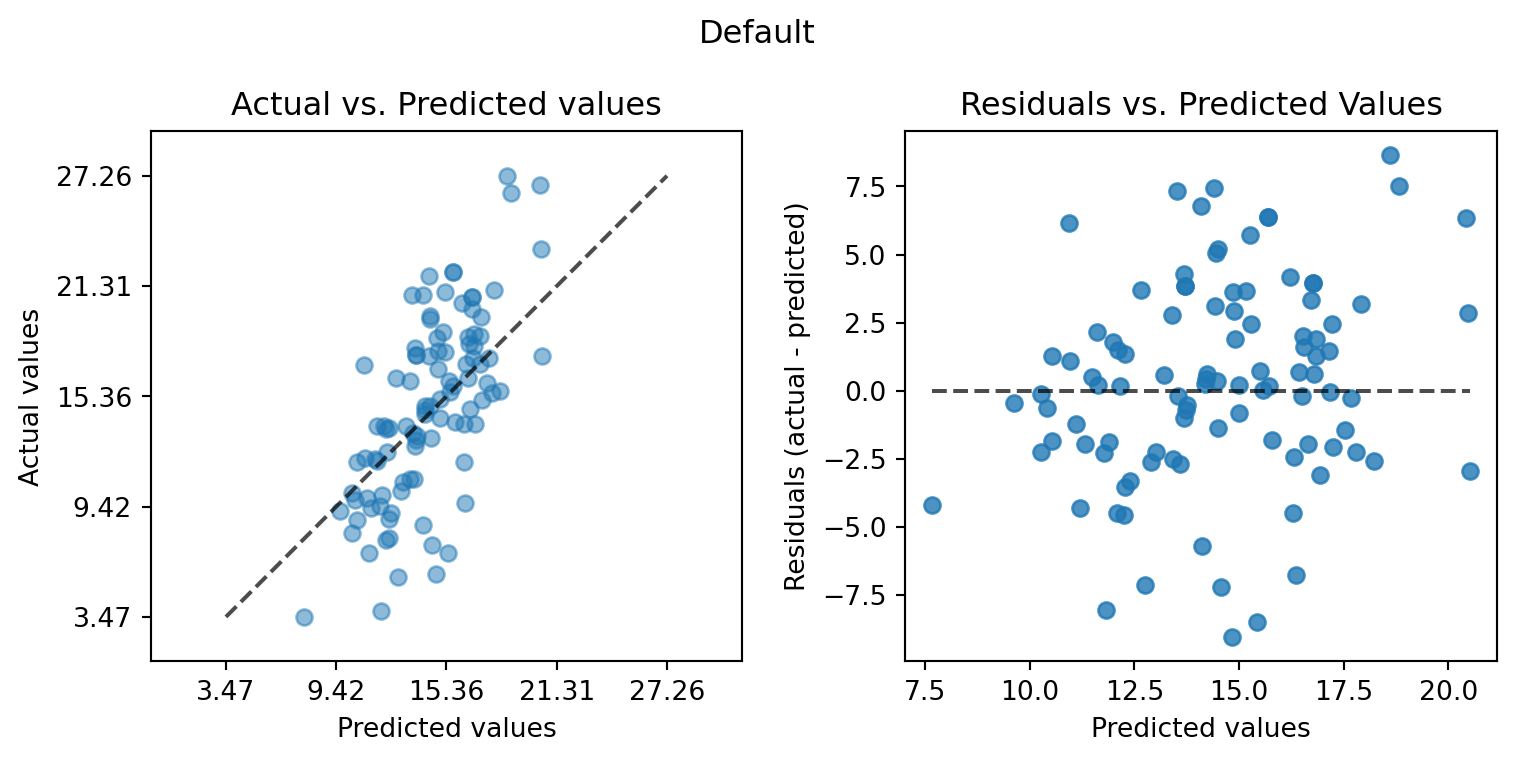 Default
Actual vs. Predicted values
27.26
21.31
15.36
9.42
3.47
Actual values
3.47 9.42 15.36 21.31 27.26
Predicted values
Residuals vs. Predicted Values
7.5
5.0
2.5
0.0
−2.5
−5.0
−7.5
Residuals (actual - predicted)
7.5 10.0 12.5 15.0 17.5 20.0
Predicted values